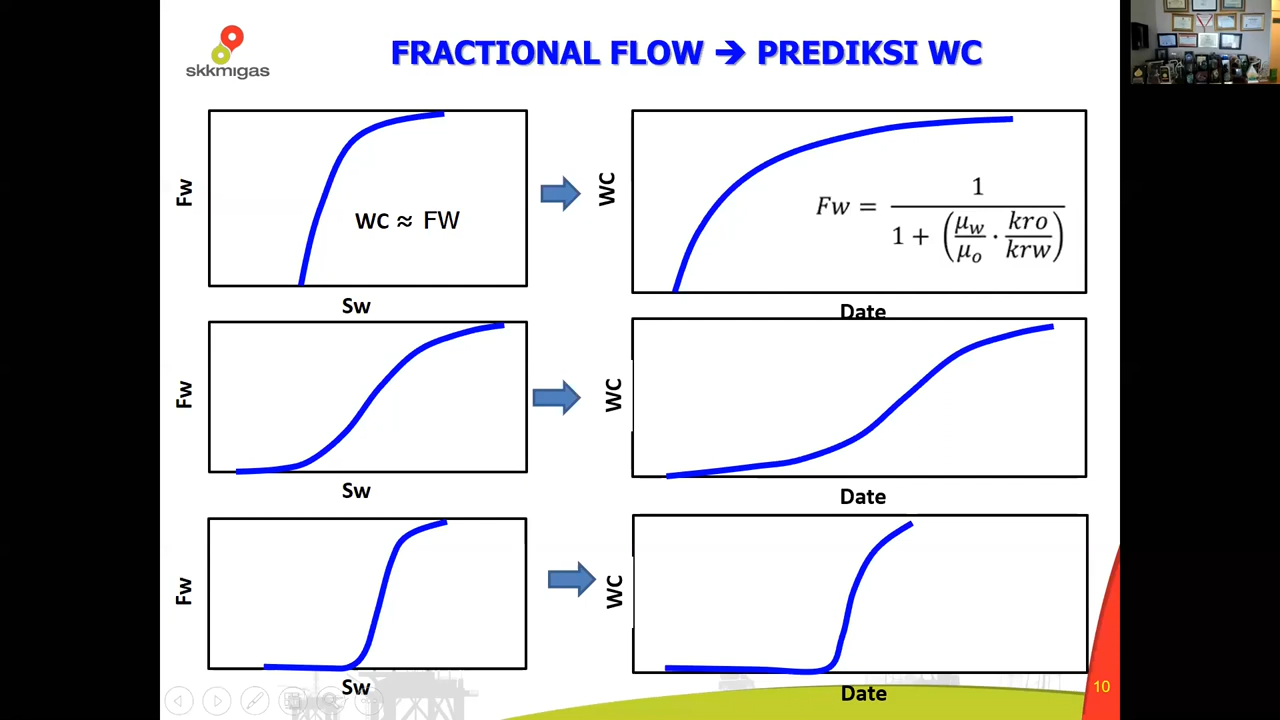 skkmigas
FRACTIONAL FLOW → PREDIKSI WC
Fw
WC ≈ FW
Sw
WC
Fw = 1 / (1 + (μw/μo · kro/krw))
Date
Fw
Sw
WC
Date
Fw
Sw
WC
Date
10